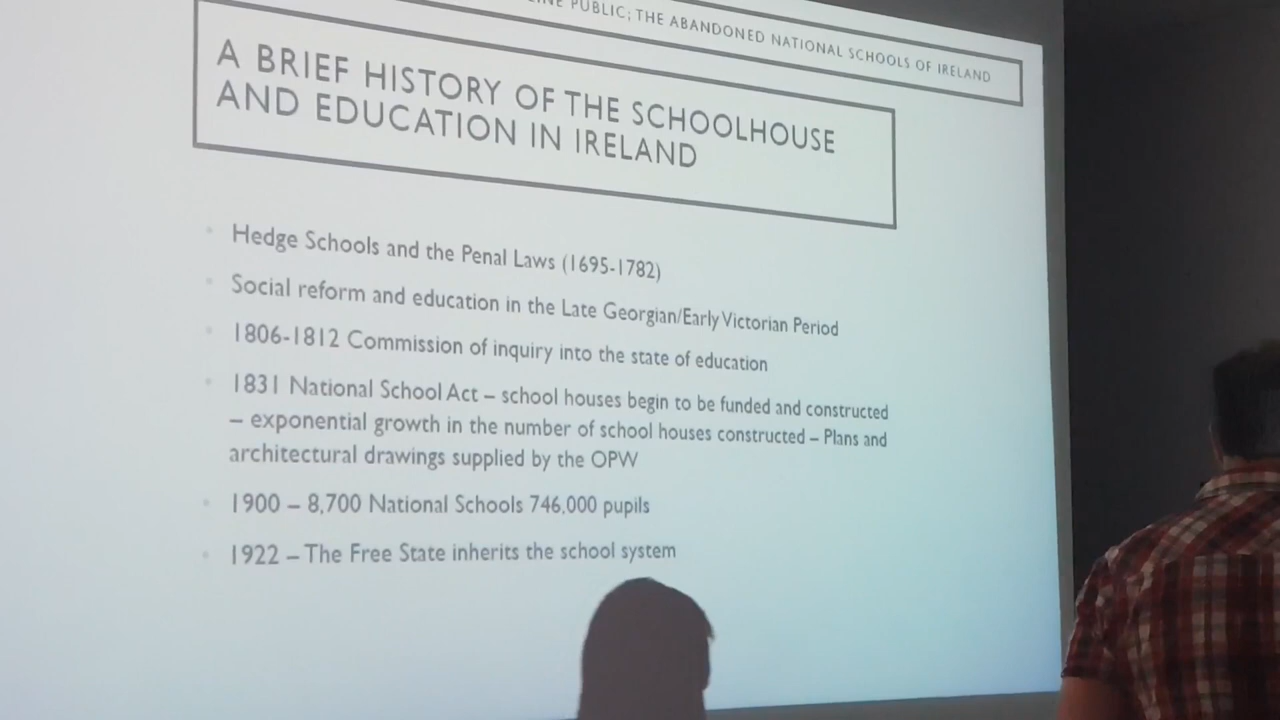 PUBLIC; THE ABANDONED NATIONAL SCHOOLS OF IRELAND
A BRIEF HISTORY OF THE SCHOOLHOUSE
AND EDUCATION IN IRELAND
Hedge Schools and the Penal Laws (1695-1782)
Social reform and education in the Late Georgian/Early Victorian Period
1806-1812 Commission of inquiry into the state of education
1831 National School Act – school houses begin to be funded and constructed
– exponential growth in the number of school houses constructed – Plans and
architectural drawings supplied by the OPW
1900 – 8,700 National Schools 746,000 pupils
1922 – The Free State inherits the school system